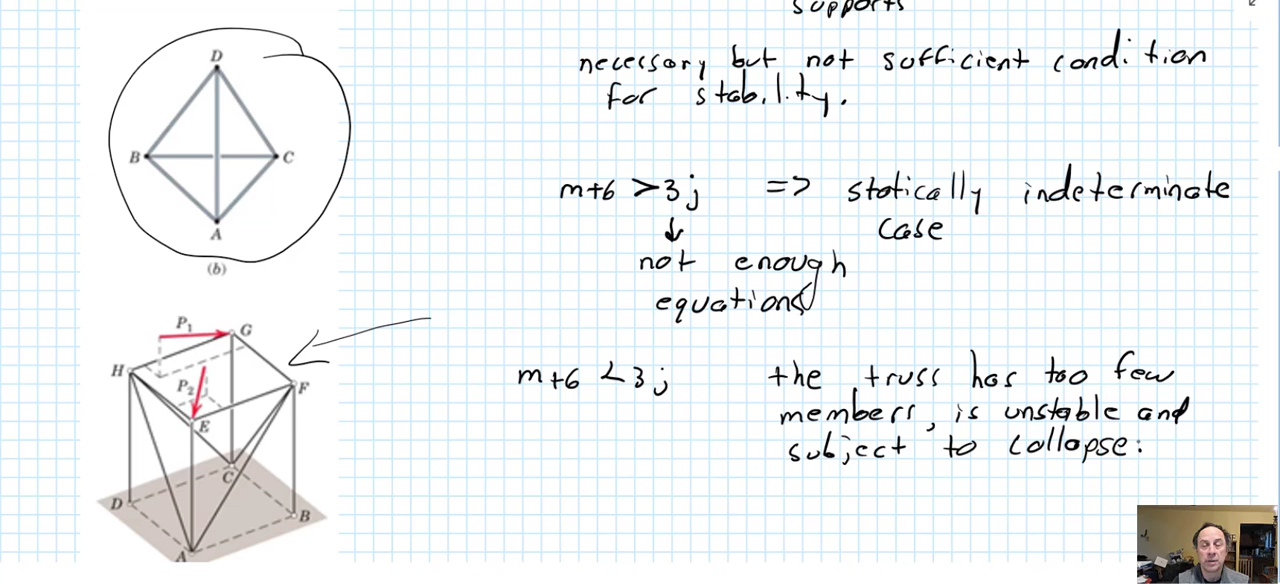 supports
necessary but not sufficient condition
for stability.
m+6 > 3j => statically indeterminate
case
↓
not enough
equations
m+6 < 3j the truss has too few
members, is unstable and
subject to collapse.
D
B
C
A
(b)
P1
G
H
P2
F
E
C
D
B
A